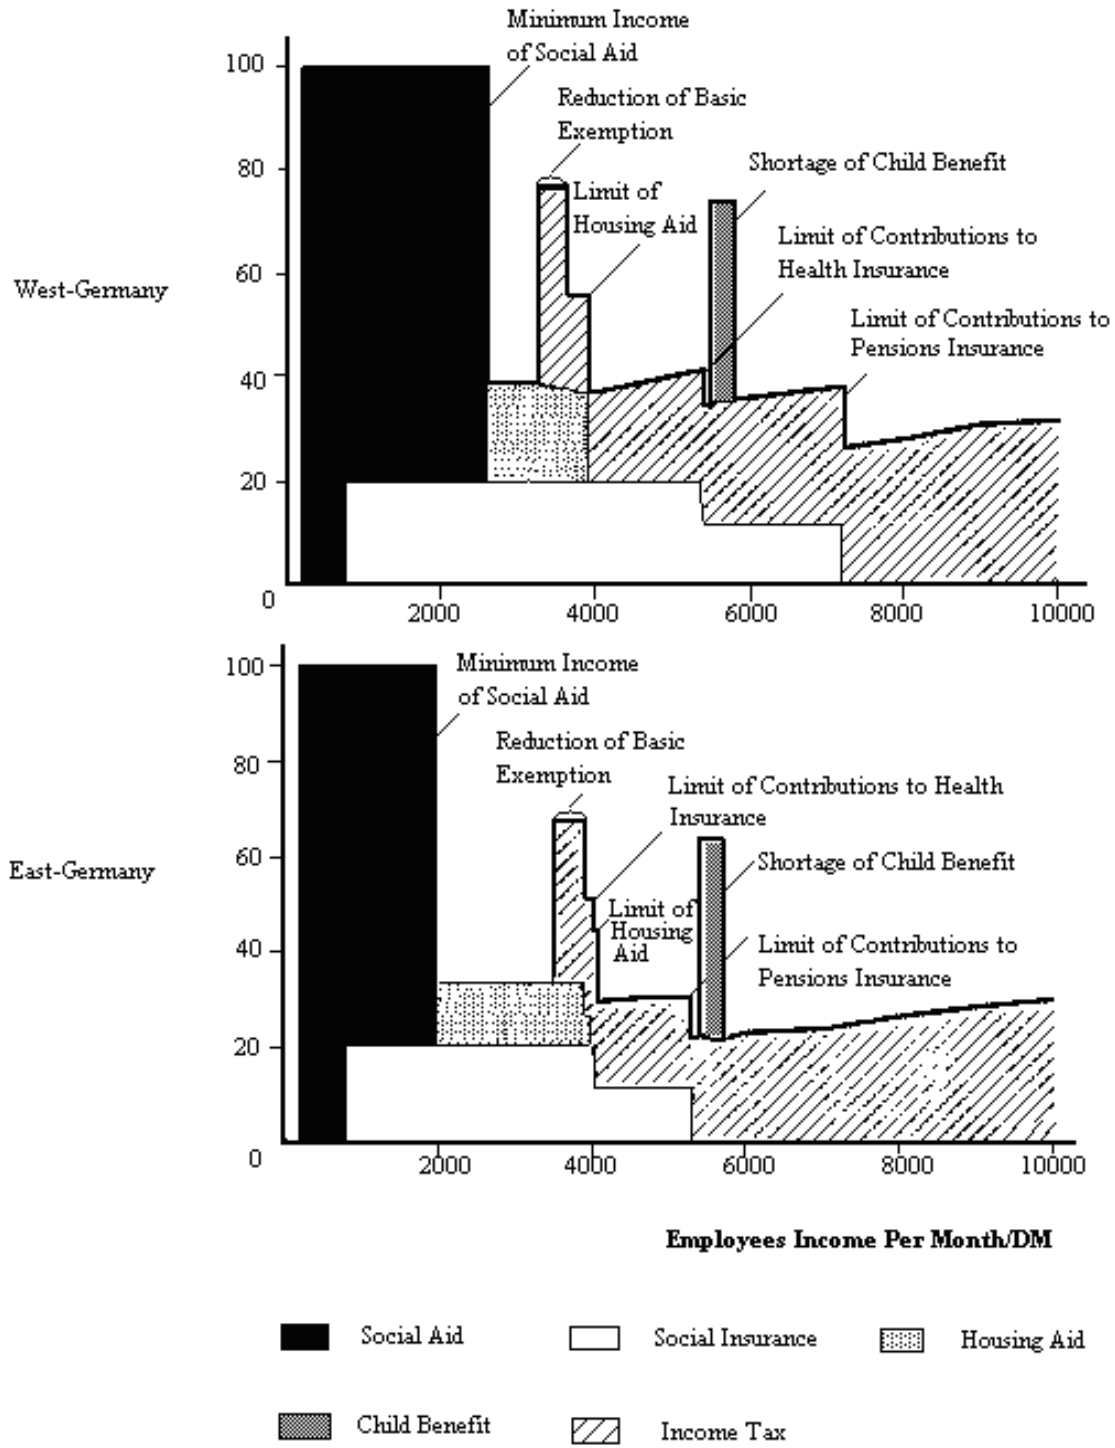 Minimum Income
of Social Aid
100
Reduction of Basic
Exemption
80
Shortage of Child Benefit
Limit of
Housing Aid
Limit of Contributions to
Health Insurance
60
West-Germany
Limit of Contributions to
Pensions Insurance
40
20
0
2000
4000
6000
8000
10000
100
Minimum Income
of Social Aid
Reduction of Basic
Exemption
80
Limit of Contributions to Health
Insurance
60
East-Germany
Shortage of Child Benefit
Limit of
Housing
Aid
40
Limit of Contributions to
Pensions Insurance
20
0
2000
4000
6000
8000
10000
Employees Income Per Month/DM
Social Aid
Social Insurance
Housing Aid
Child Benefit
Income Tax